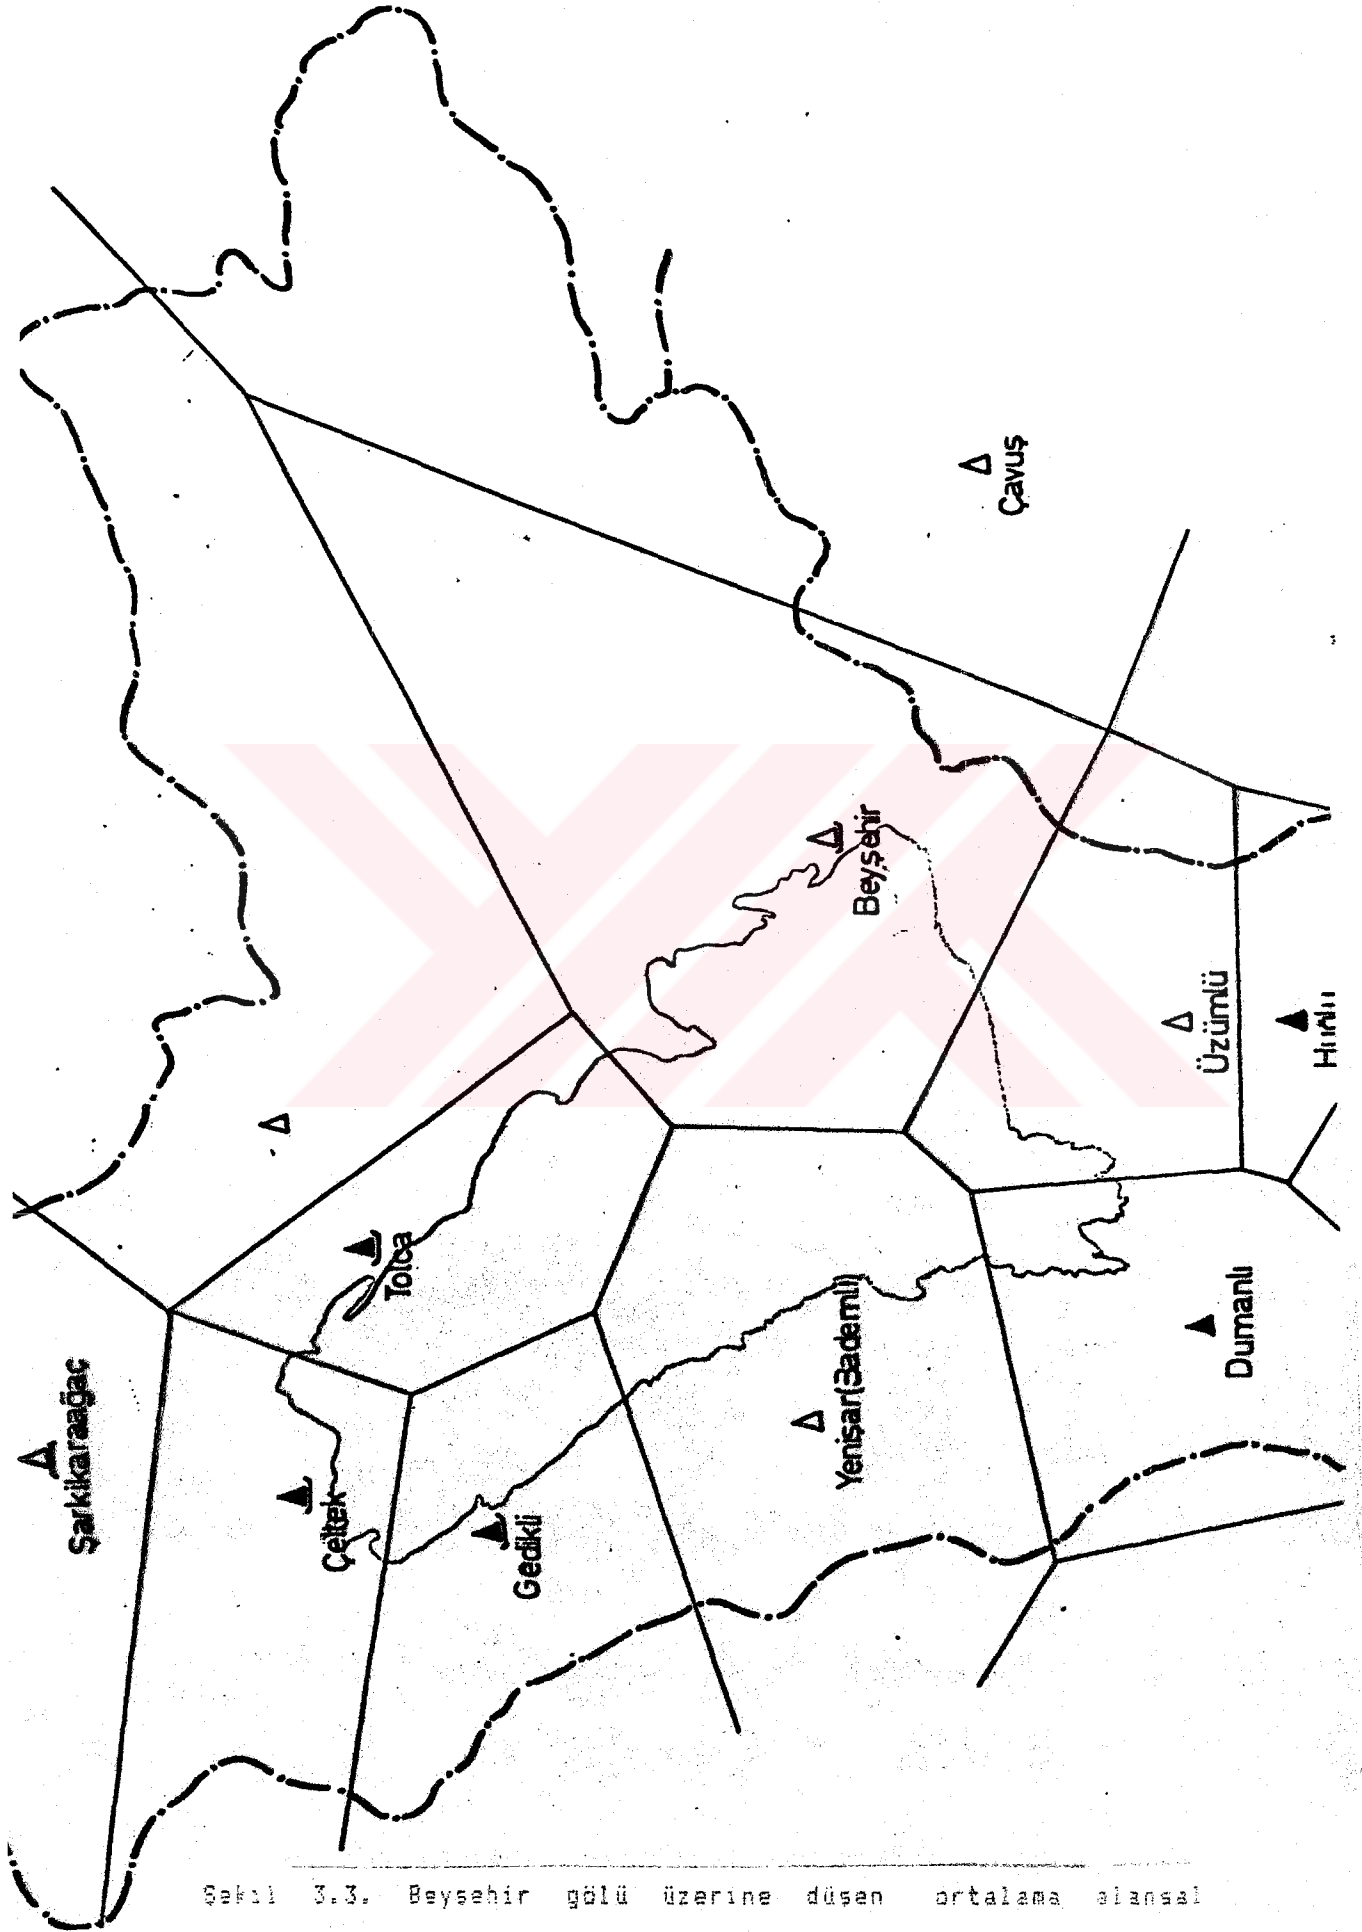 Çavuş
Beyşehir
Üzümlü
Tolca
Şarkikaraağaç
Çeltek
Gedikli
Yenişar(Bademli)
Dumanlı
Şekil 3.3. Beyşehir gölü üzerine düşen ortalama alansal